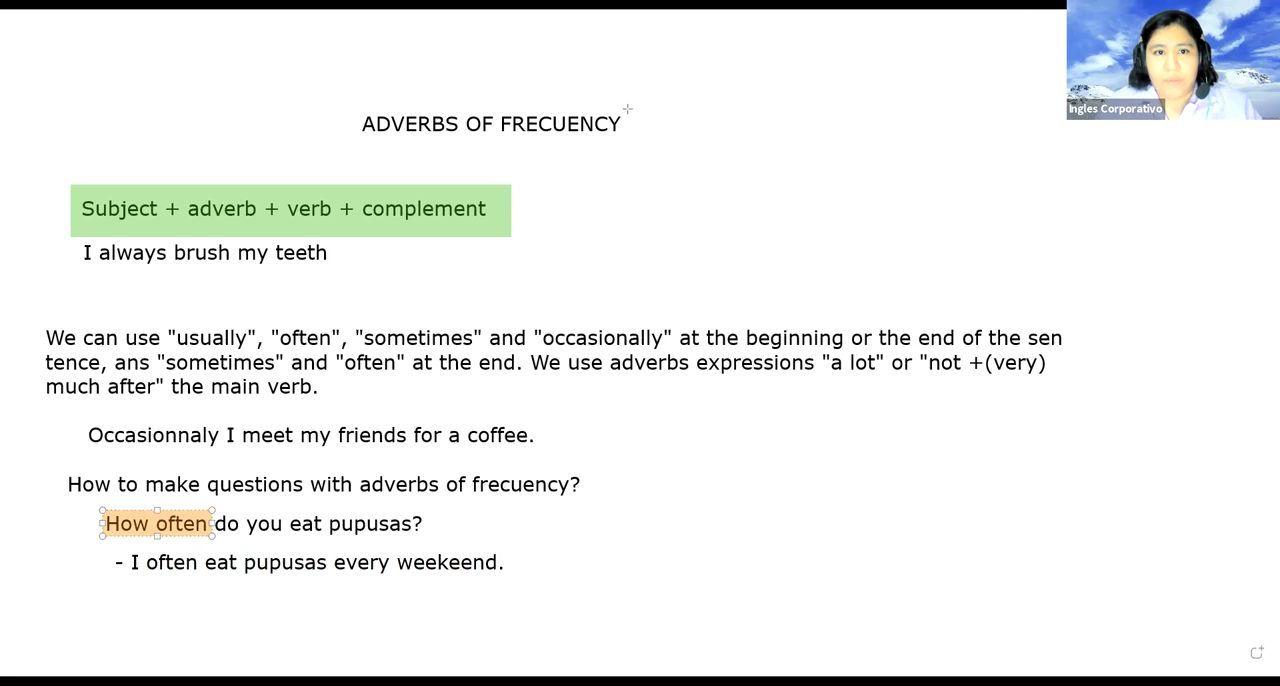 Ingles Corporativo
ADVERBS OF FRECUENCY
Subject + adverb + verb + complement
I always brush my teeth
We can use "usually", "often", "sometimes" and "occasionally" at the beginning or the end of the sen
tence, ans "sometimes" and "often" at the end. We use adverbs expressions "a lot" or "not +(very)
much after" the main verb.
Occasionnaly I meet my friends for a coffee.
How to make questions with adverbs of frecuency?
How often do you eat pupusas?
- I often eat pupusas every weekeend.